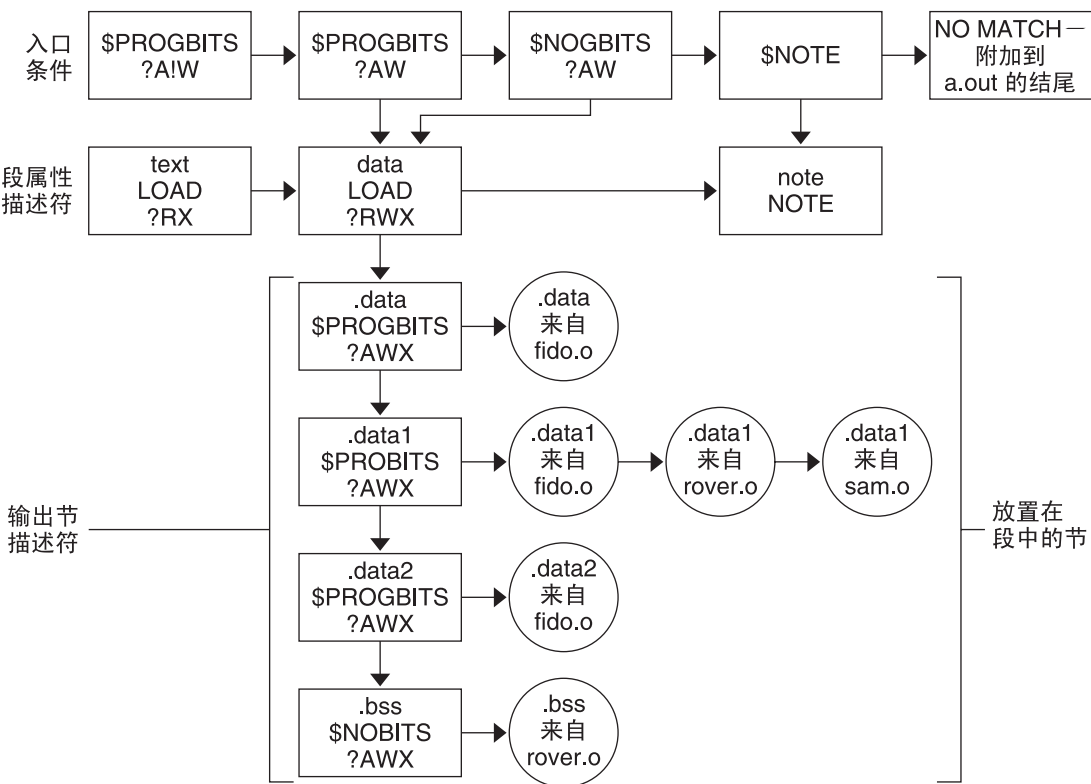 入口
条件
$PROGBITS
?A!W
$PROGBITS
?AW
$NOGBITS
?AW
$NOTE
NO MATCH－
附加到
a.out 的结尾
段属性
描述符
text
LOAD
?RX
data
LOAD
?RWX
note
NOTE
.data
$PROGBITS
?AWX
.data
来自
fido.o
.data1
$PROBITS
?AWX
.data1
来自
fido.o
.data1
来自
rover.o
.data1
来自
sam.o
输出节
描述符
放置在
段中的节
.data2
$PROGBITS
?AWX
.data2
来自
fido.o
.bss
$NOBITS
?AWX
.bss
来自
rover.o